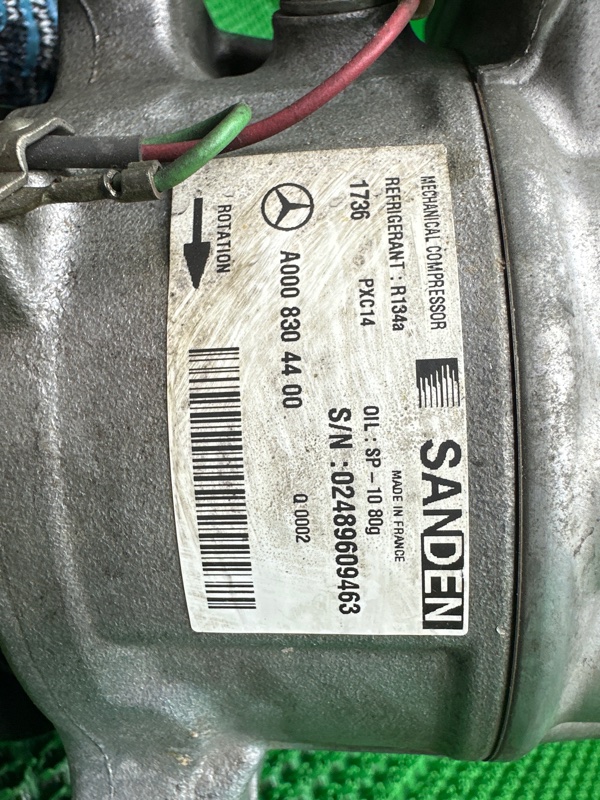 MECHANICAL COMPRESSOR
SANDEN
REFRIGERANT : R134a
MADE IN FRANCE
1736 PXC14 OIL : SP – 10 80g
S/N : 02489609463
A000 830 44 00
Q 0002
ROTATION